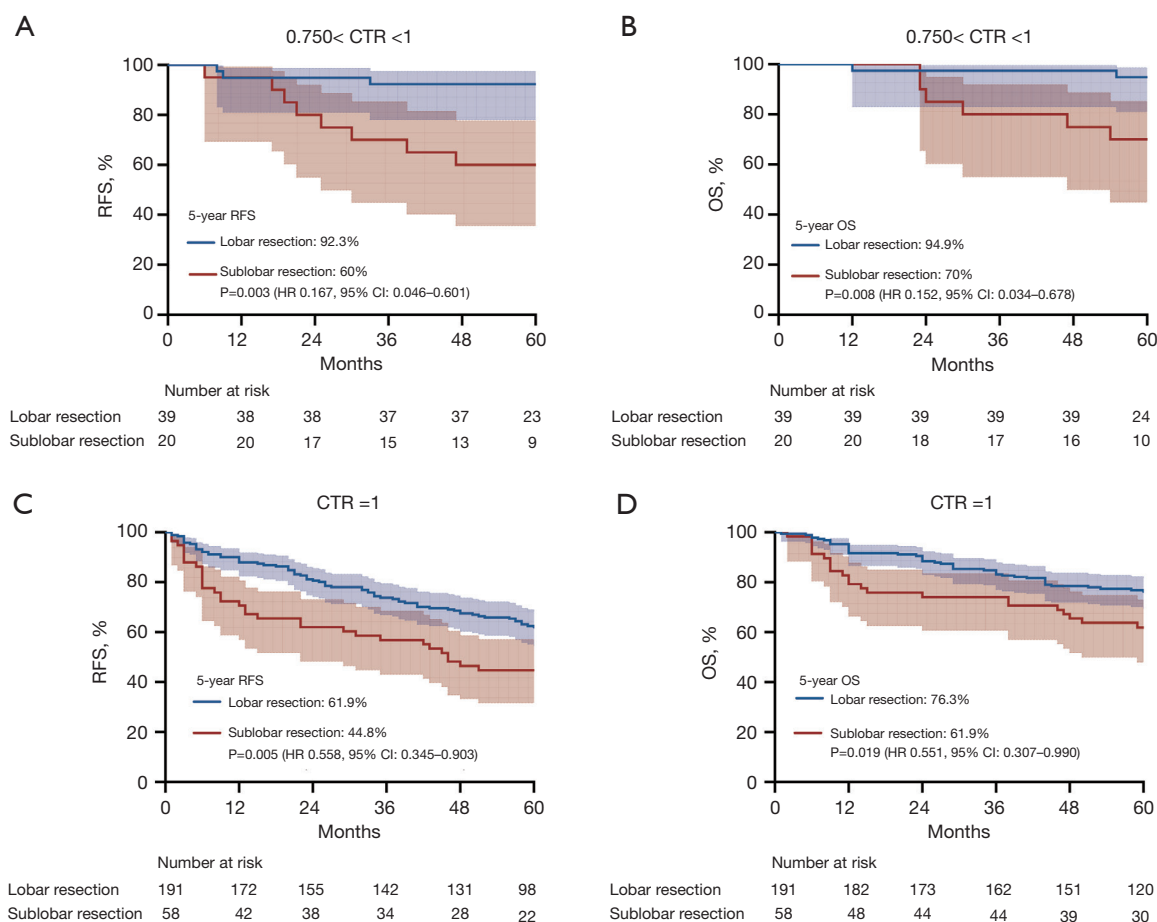 A
0.750< CTR <1
100
80
60
40
20
0
RFS, %
5-year RFS
Lobar resection: 92.3%
Sublobar resection: 60%
P=0.003 (HR 0.167, 95% CI: 0.046–0.601)
0 12 24 36 48 60
Months
Number at risk
Lobar resection 39 38 38 37 37 23
Sublobar resection 20 20 17 15 13 9
B
0.750< CTR <1
100
80
60
40
20
0
OS, %
5-year OS
Lobar resection: 94.9%
Sublobar resection: 70%
P=0.008 (HR 0.152, 95% CI: 0.034–0.678)
0 12 24 36 48 60
Months
Number at risk
Lobar resection 39 39 39 39 39 24
Sublobar resection 20 20 18 17 16 10
C
CTR =1
100
80
60
40
20
0
RFS, %
5-year RFS
Lobar resection: 61.9%
Sublobar resection: 44.8%
P=0.005 (HR 0.558, 95% CI: 0.345–0.903)
0 12 24 36 48 60
Months
Number at risk
Lobar resection 191 172 155 142 131 98
Sublobar resection 58 42 38 34 28 22
D
CTR =1
100
80
60
40
20
0
OS, %
5-year OS
Lobar resection: 76.3%
Sublobar resection: 61.9%
P=0.019 (HR 0.551, 95% CI: 0.307–0.990)
0 12 24 36 48 60
Months
Number at risk
Lobar resection 191 182 173 162 151 120
Sublobar resection 58 48 44 44 39 30